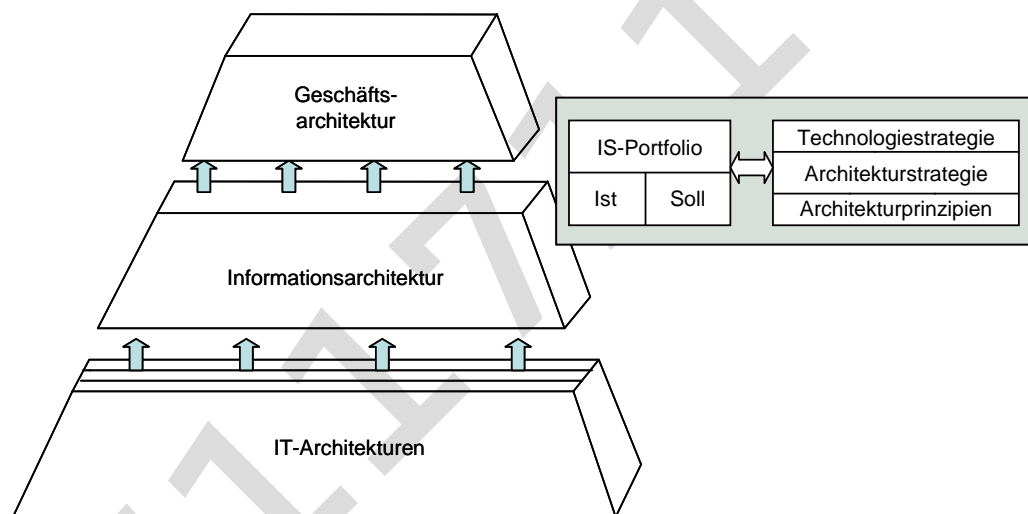 Geschäfts-
architektur
IS-Portfolio
Ist
Soll
Technologiestrategie
Architekturstrategie
Architekturprinzipien
Informationsarchitektur
IT-Architekturen